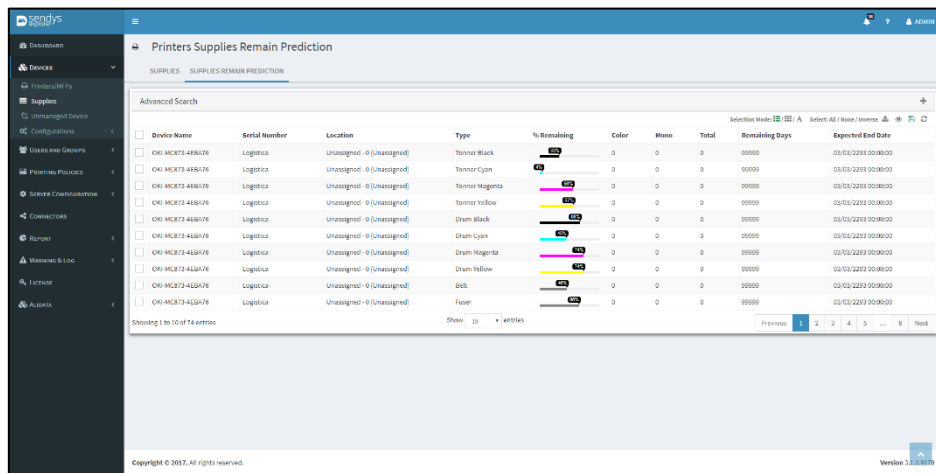 sendys
explorer
? ADMIN
DASHBOARD
DEVICES
Printers/MFPs
Supplies
Unmanaged Device
Configurations
USERS AND GROUPS
PRINTING POLICIES
SERVER CONFIGURATION
CONNECTORS
REPORT
WARNING & LOG
LICENSE
ALIDATA
Printers Supplies Remain Prediction
SUPPLIES SUPPLIES REMAIN PREDICTION
Advanced Search +
Selection Mode: / / A Select: All / None / Inverse
Device Name Serial Number Location Type % Remaining Color Mono Total Remaining Days Expected End Date
OKI-MC873-4EBA76 Logistica Unassigned - 0 (Unassigned) Tonner Black 0 0 0 99999 03/03/2293 00:00:00
OKI-MC873-4EBA76 Logistica Unassigned - 0 (Unassigned) Tonner Cyan 0 0 0 99999 03/03/2293 00:00:00
OKI-MC873-4EBA76 Logistica Unassigned - 0 (Unassigned) Tonner Magenta 0 0 0 99999 03/03/2293 00:00:00
OKI-MC873-4EBA76 Logistica Unassigned - 0 (Unassigned) Tonner Yellow 0 0 0 99999 03/03/2293 00:00:00
OKI-MC873-4EBA76 Logistica Unassigned - 0 (Unassigned) Drum Black 0 0 0 99999 03/03/2293 00:00:00
OKI-MC873-4EBA76 Logistica Unassigned - 0 (Unassigned) Drum Cyan 0 0 0 99999 03/03/2293 00:00:00
OKI-MC873-4EBA76 Logistica Unassigned - 0 (Unassigned) Drum Magenta 74% 0 0 0 99999 03/03/2293 00:00:00
OKI-MC873-4EBA76 Logistica Unassigned - 0 (Unassigned) Drum Yellow 74% 0 0 0 99999 03/03/2293 00:00:00
OKI-MC873-4EBA76 Logistica Unassigned - 0 (Unassigned) Belt 0 0 0 99999 03/03/2293 00:00:00
OKI-MC873-4EBA76 Logistica Unassigned - 0 (Unassigned) Fuser 0 0 0 99999 03/03/2293 00:00:00
Showing 1 to 10 of 74 entries Show 10 entries Previous 1 2 3 4 5 ... 8 Next
Copyright © 2017. All rights reserved. Version